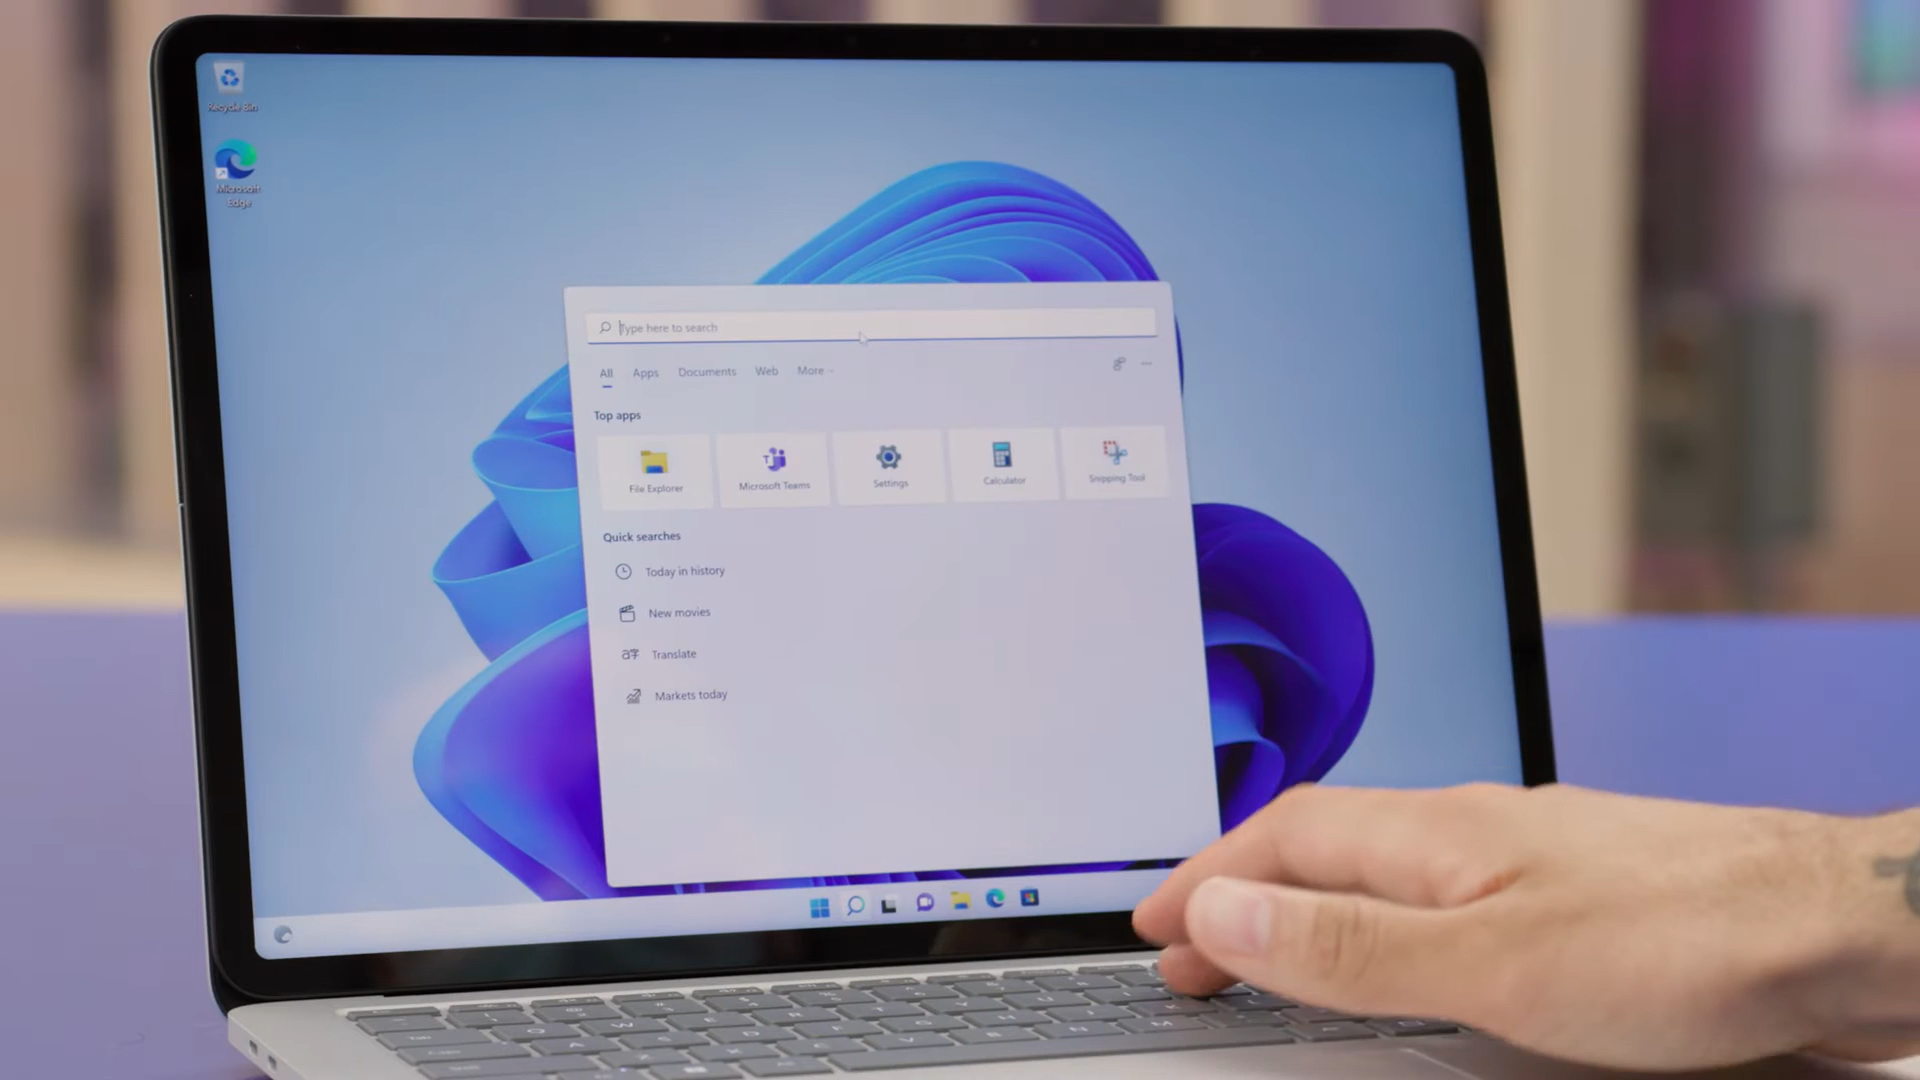 Recycle Bin
Microsoft
Edge
Type here to search
All Apps Documents Web More
Top apps
File Explorer Microsoft Teams Settings Calculator Snipping Tool
Quick searches
Today in history
New movies
Translate
Markets today